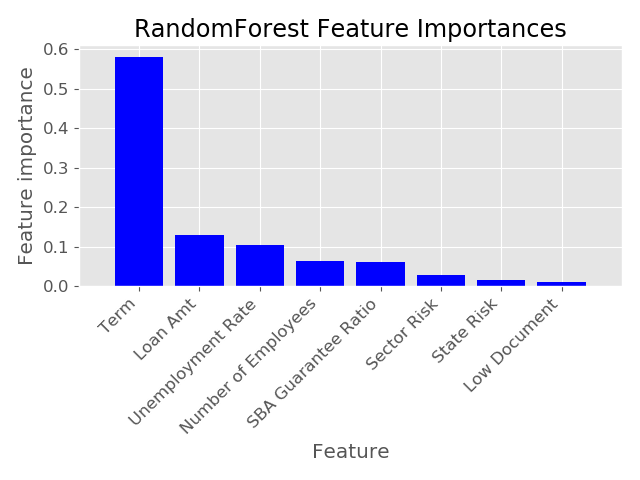 RandomForest Feature Importances
Feature importance
0.6
0.5
0.4
0.3
0.2
0.1
0.0
Term
Loan Amt
Unemployment Rate
Number of Employees
SBA Guarantee Ratio
Sector Risk
State Risk
Low Document
Feature